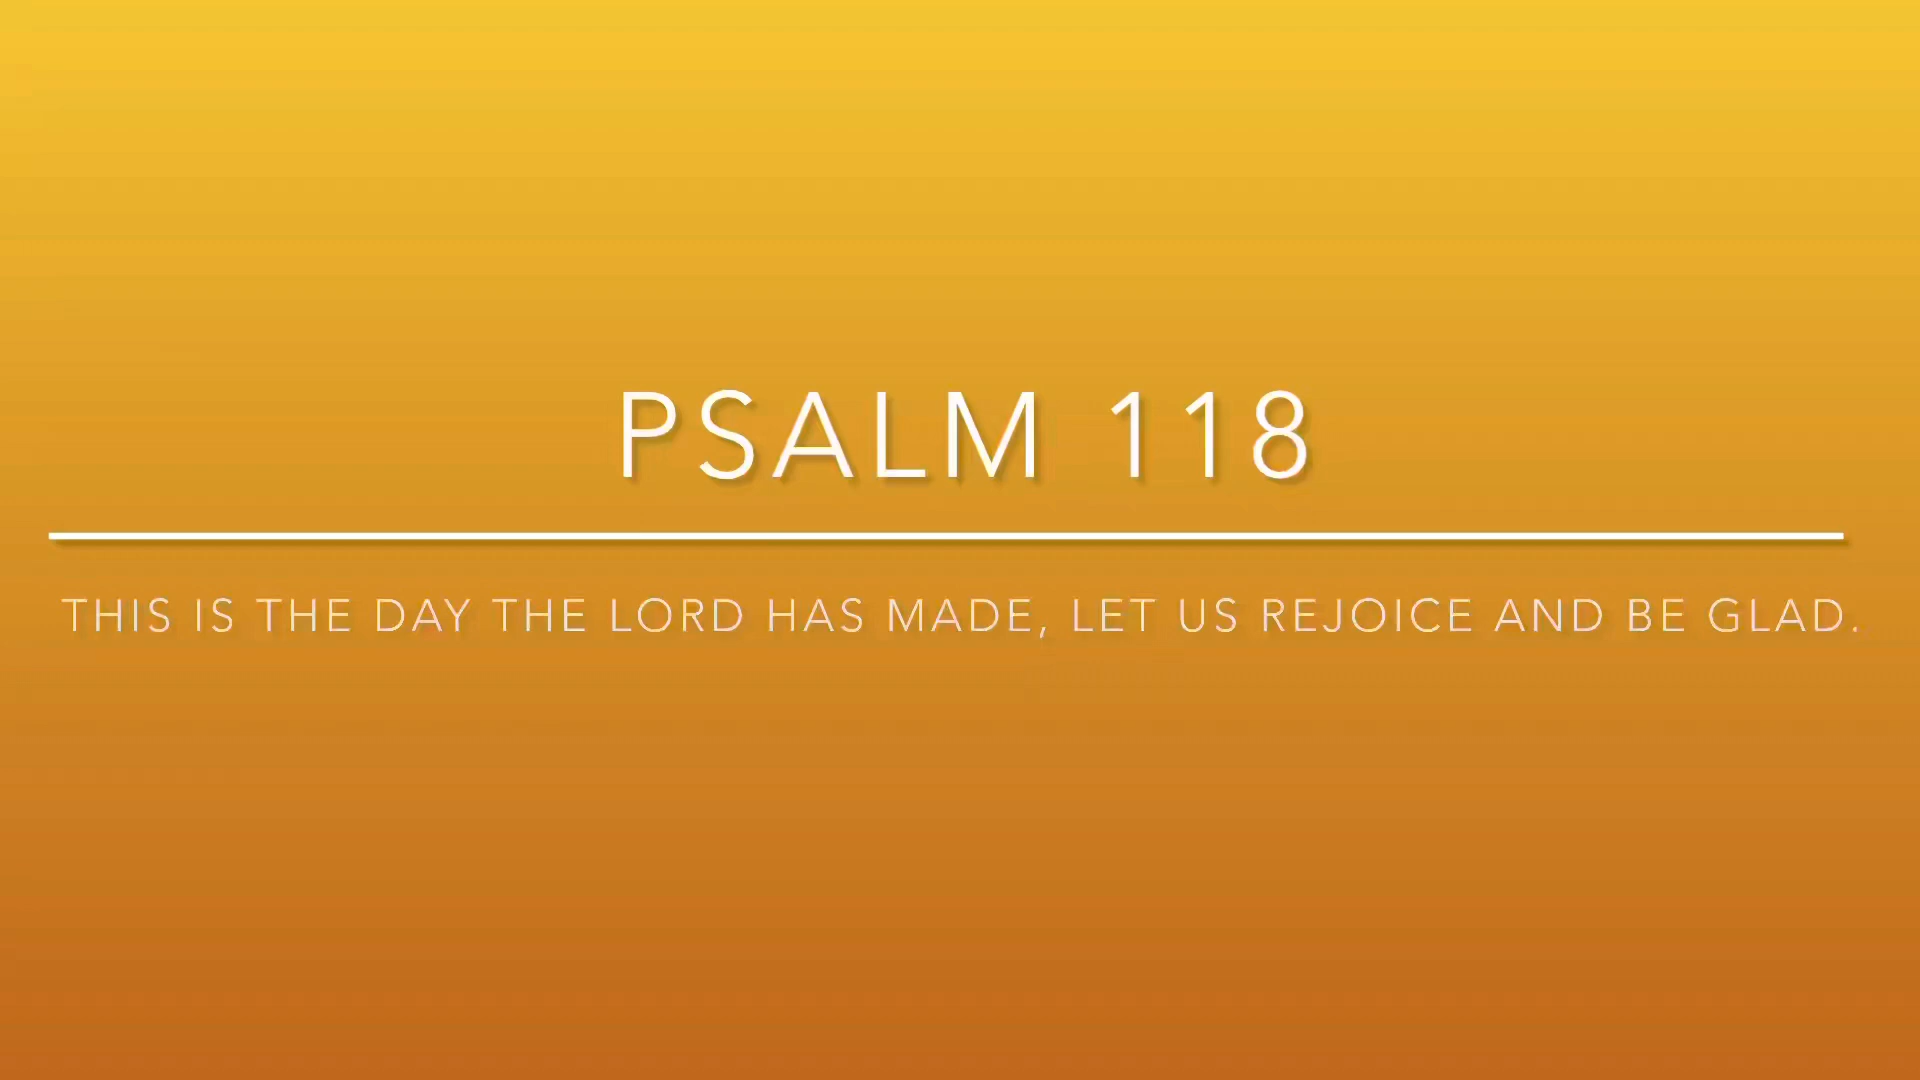 PSALM 118
THIS IS THE DAY THE LORD HAS MADE, LET US REJOICE AND BE GLAD.